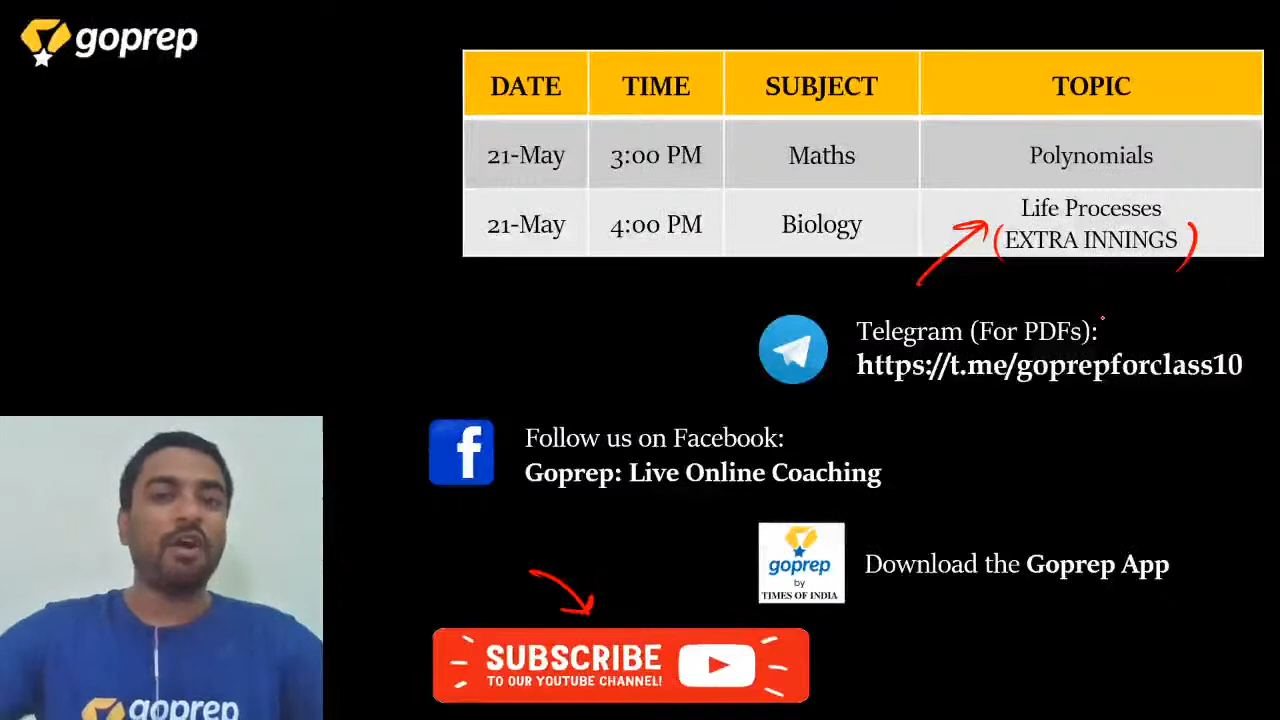 goprep
DATE TIME SUBJECT TOPIC
21-May 3:00 PM Maths Polynomials
21-May 4:00 PM Biology Life Processes
(EXTRA INNINGS)
Telegram (For PDFs):
https://t.me/goprepforclass10
Follow us on Facebook:
Goprep: Live Online Coaching
goprep
by
TIMES OF INDIA
Download the Goprep App
SUBSCRIBE
TO OUR YOUTUBE CHANNEL!
goprep